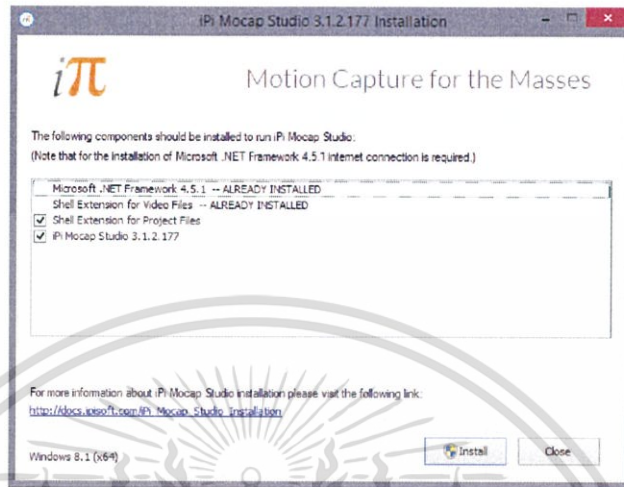 iPi Mocap Studio 3.1.2.177 Installation
iπ
Motion Capture for the Masses
The following components should be installed to run iPi Mocap Studio:
(Note that for the installation of Microsoft .NET Framework 4.5.1 internet connection is required.)
Microsoft .NET Framework 4.5.1 -- ALREADY INSTALLED
Shell Extension for Video Files -- ALREADY INSTALLED
Shell Extension for Project Files
iPi Mocap Studio 3.1.2.177
For more information about iPi Mocap Studio installation please visit the following link:
http://docs.ipisoft.com/iPi_Mocap_Studio_Installation
Windows 8.1 (x64)
Install
Close